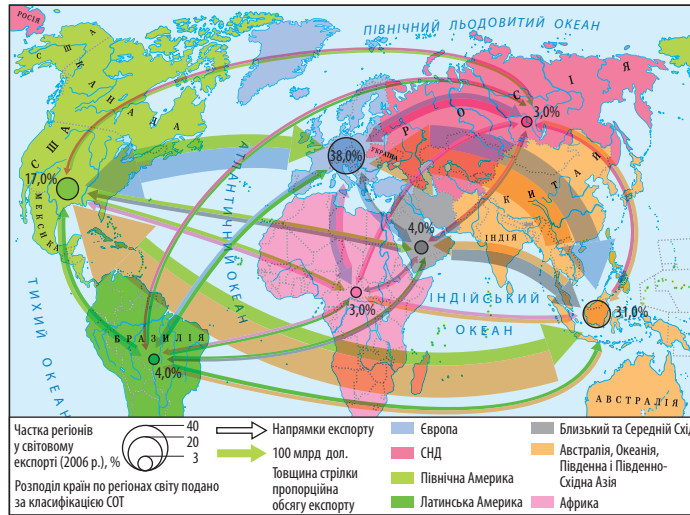 РОСІЯ
ПІВНІЧНИЙ ЛЬОДОВИТИЙ ОКЕАН
США
КАНАДА
РОСІЯ
3,0%
США
38,0%
УКРАЇНА
17,0%
КИТАЙ
МЕКСИКА
АТЛАНТИЧНИЙ ОКЕАН
4,0%
ІНДІЯ
ТИХИЙ ОКЕАН
ІНДІЙСЬКИЙ
3,0%
31,0%
ОКЕАН
БРАЗИЛІЯ
4,0%
АВСТРАЛІЯ
Частка регіонів
у світовому
експорті (2006 р.), %
40
20
3
Розподіл країн по регіонах світу подано
за класифікацією СОТ
Напрямки експорту
100 млрд дол.
Товщина стрілки
пропорційна
обсягу експорту
Європа
СНД
Північна Америка
Латинська Америка
Близький та Середній Схід
Австралія, Океанія,
Південна і Південно-
Східна Азія
Африка